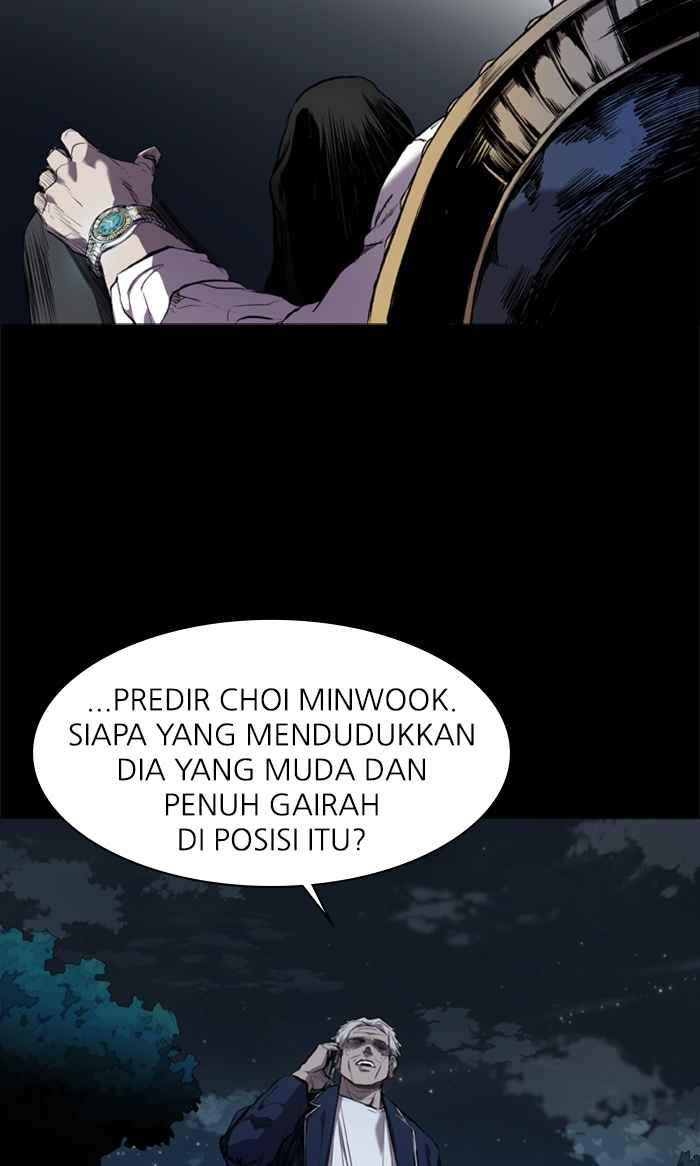 ...PREDIR CHOI MINWOOK.
SIAPA YANG MENDUDUKKAN
DIA YANG MUDA DAN
PENUH GAIRAH
DI POSISI ITU?